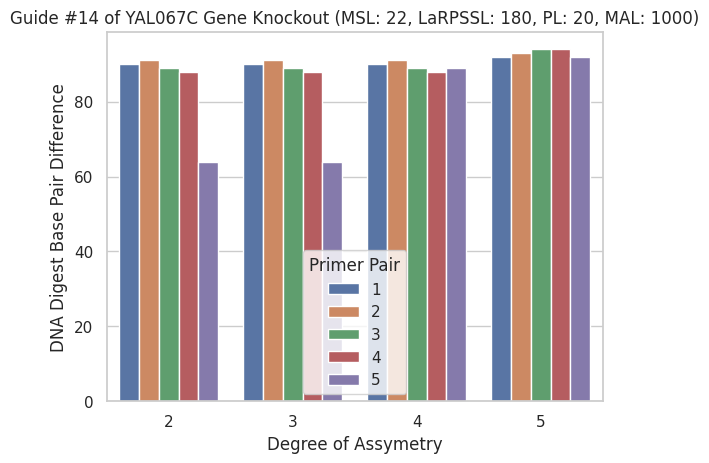 Guide #14 of YAL067C Gene Knockout (MSL: 22, LaRPSSL: 180, PL: 20, MAL: 1000)
DNA Digest Base Pair Difference
80
60
40
20
0
Primer Pair
1
2
3
4
5
2 3 4 5
Degree of Assymetry